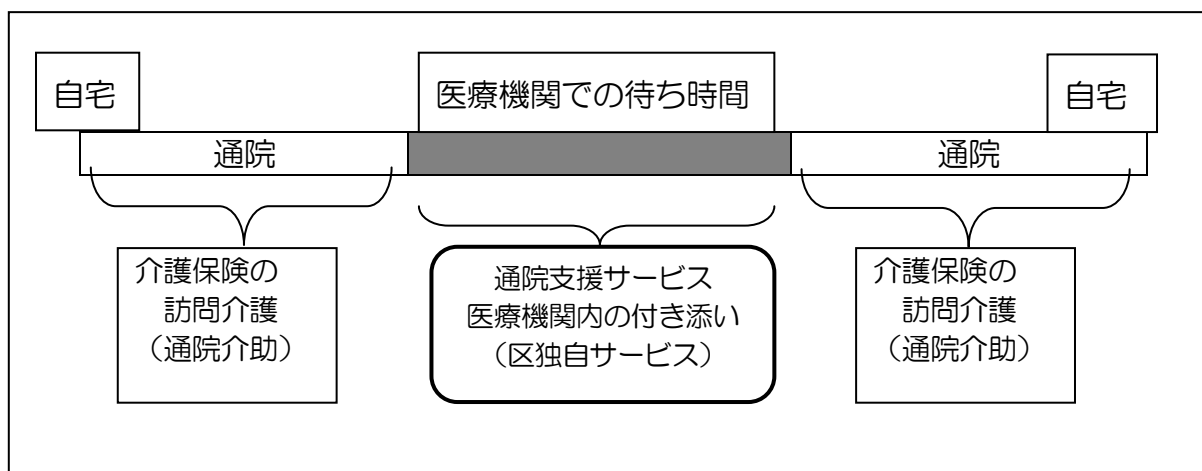 自宅
医療機関での待ち時間
自宅
通院
通院
介護保険の
訪問介護
（通院介助）
通院支援サービス
医療機関内の付き添い
（区独自サービス）
介護保険の
訪問介護
（通院介助）